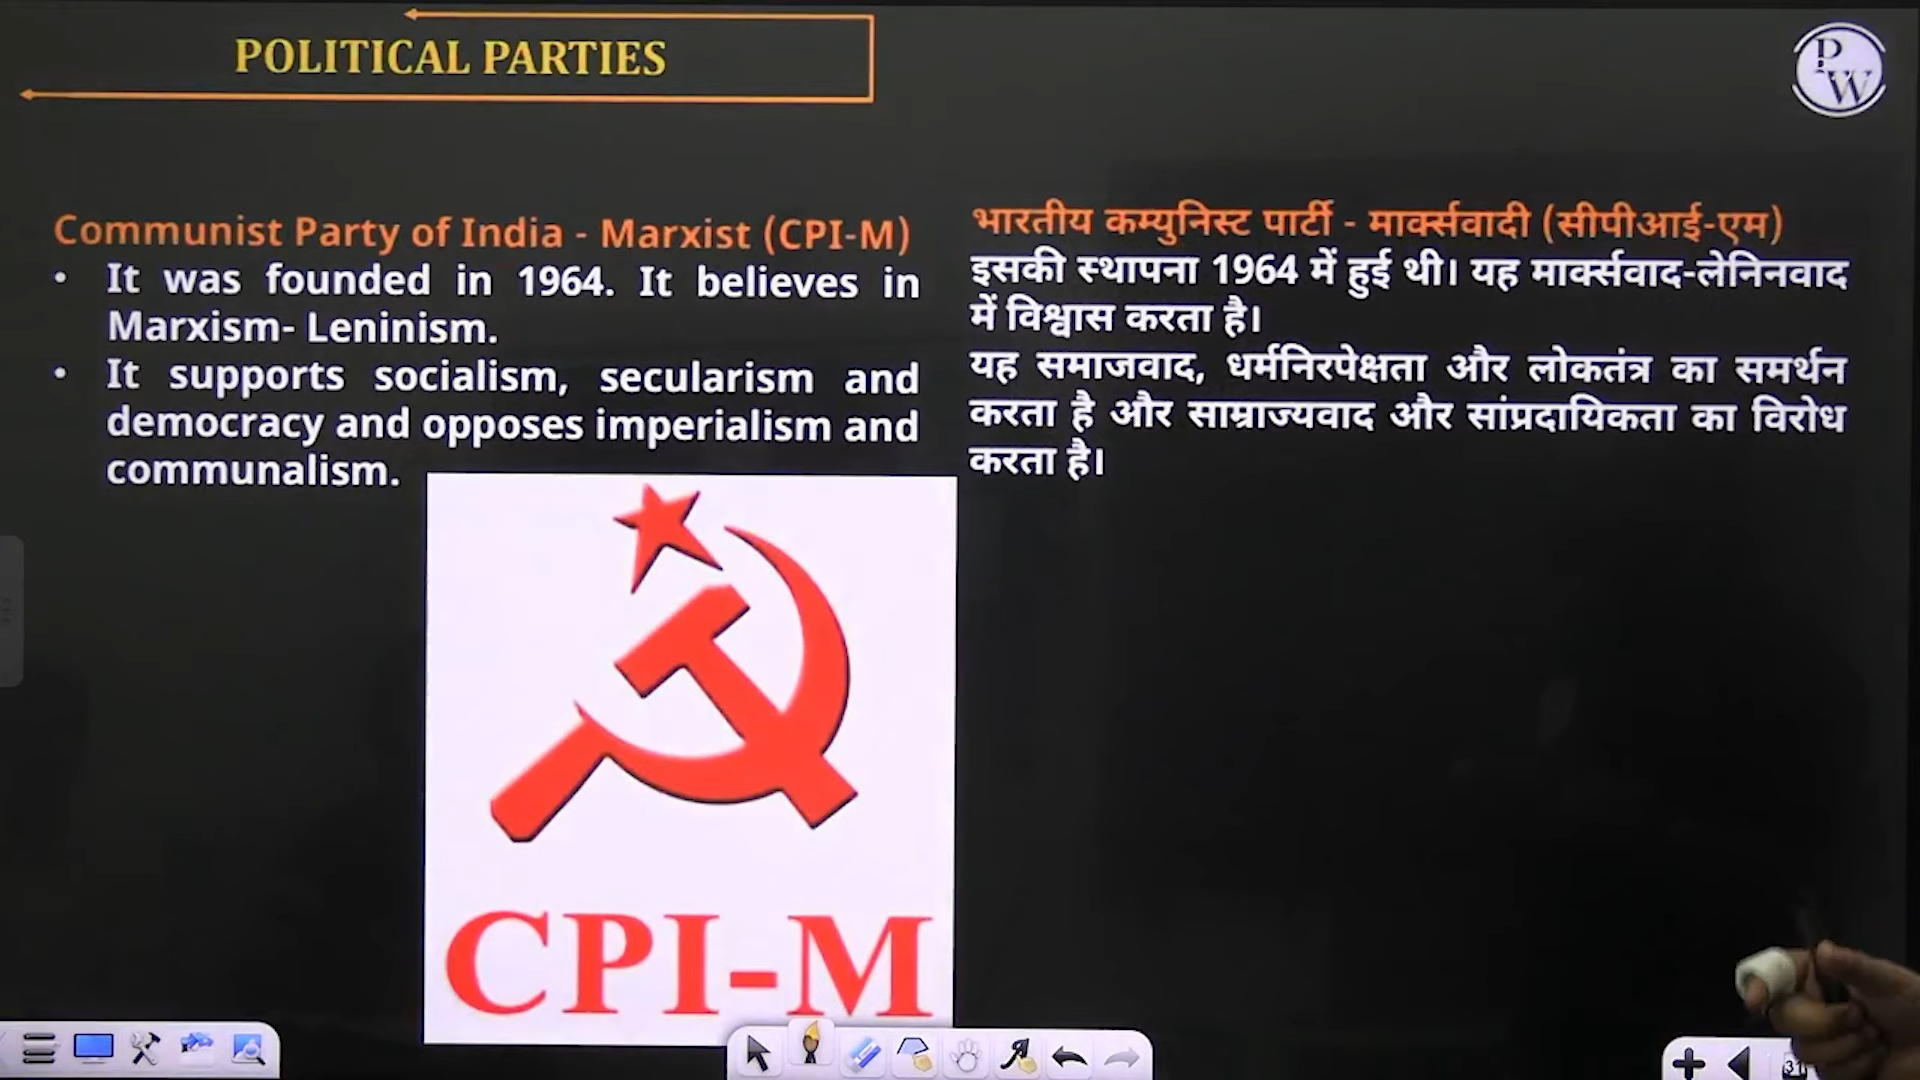 POLITICAL PARTIES
PW
Communist Party of India - Marxist (CPI-M)
• It was founded in 1964. It believes in
Marxism- Leninism.
• It supports socialism, secularism and
democracy and opposes imperialism and
communalism.
भारतीय कम्युनिस्ट पार्टी - मार्क्सवादी (सीपीआई-एम)
इसकी स्थापना 1964 में हुई थी। यह मार्क्सवाद-लेनिनवाद
में विश्वास करता है।
यह समाजवाद, धर्मनिरपेक्षता और लोकतंत्र का समर्थन
करता है और साम्राज्यवाद और सांप्रदायिकता का विरोध
करता है।
CPI-M
31